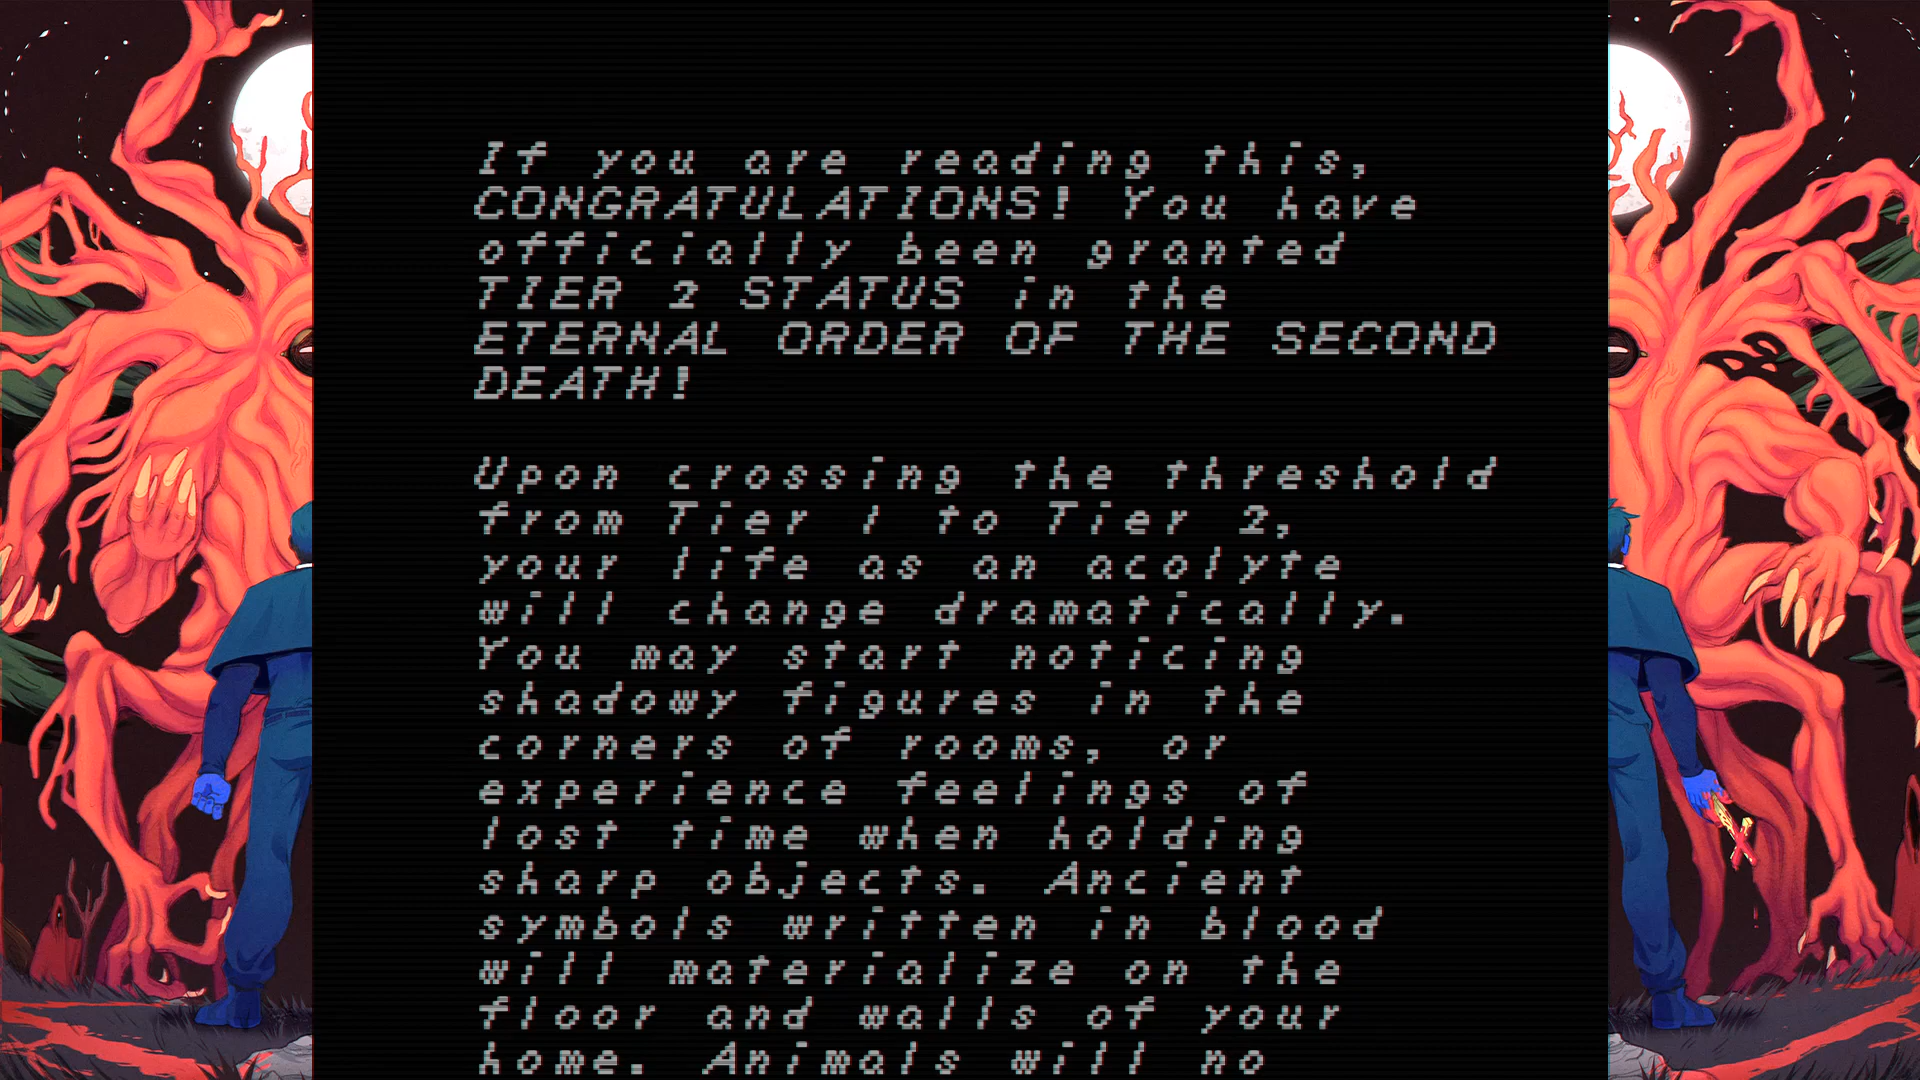 If you are reading this,
CONGRATULATIONS! You have
officially been granted
TIER 2 STATUS in the
ETERNAL ORDER OF THE SECOND
DEATH!
Upon crossing the threshold
from Tier 1 to Tier 2,
your life as an acolyte
will change dramatically.
You may start noticing
shadowy figures in the
corners of rooms, or
experience feelings of
lost time when holding
sharp objects. Ancient
symbols written in blood
will materialize on the
floor and walls of your
home. Animals will no